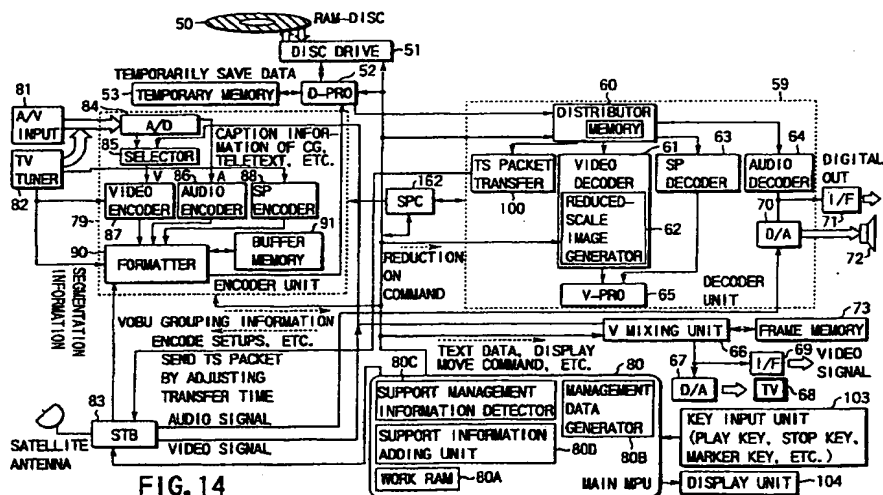 50
RAM-DISC
DISC DRIVE
51
52
TEMPORARILY SAVE DATA
53
TEMPORARY MEMORY
D-PRO
81
A/V
INPUT
84
A/D
85
SELECTOR
CAPTION INFOR-
MATION OF CG,
TELETEXT, ETC.
TV
TUNER
82
V
86
A
88
VIDEO
ENCODER
AUDIO
ENCODER
SP
ENCODER
79
87
90
FORMATTER
91
BUFFER
MEMORY
ENCODER UNIT
SEGMENTATION
INFORMATION
162
SPC
REDUCTION
ON
COMMAND
60
59
DISTRIBUTOR
MEMORY
61
63
64
TS PACKET
TRANSFER
100
VIDEO
DECODER
SP
DECODER
AUDIO
DECODER
DIGITAL
OUT
REDUCED-
SCALE
IMAGE
GENERATOR
62
70
I/F
71
D/A
72
V-PRO
65
DECODER
UNIT
VOBU GROUPING INFORMATION
ENCODE SETUPS, ETC.
SEND TS PACKET
BY ADJUSTING
TRANSFER TIME
83
STB
AUDIO SIGNAL
VIDEO SIGNAL
SATELLITE
ANTENNA
TEXT DATA, DISPLAY
MOVE COMMAND, ETC.
V MIXING UNIT
66
73
FRAME MEMORY
67
69
I/F
VIDEO
SIGNAL
D/A
TV
68
80C
80
SUPPORT MANAGEMENT
INFORMATION DETECTOR
MANAGEMENT
DATA
GENERATOR
80B
SUPPORT INFORMATION
ADDING UNIT
80D
WORK RAM
80A
MAIN MPU
103
KEY INPUT UNIT
(PLAY KEY, STOP KEY,
MARKER KEY, ETC.)
DISPLAY UNIT
104
FIG. 14